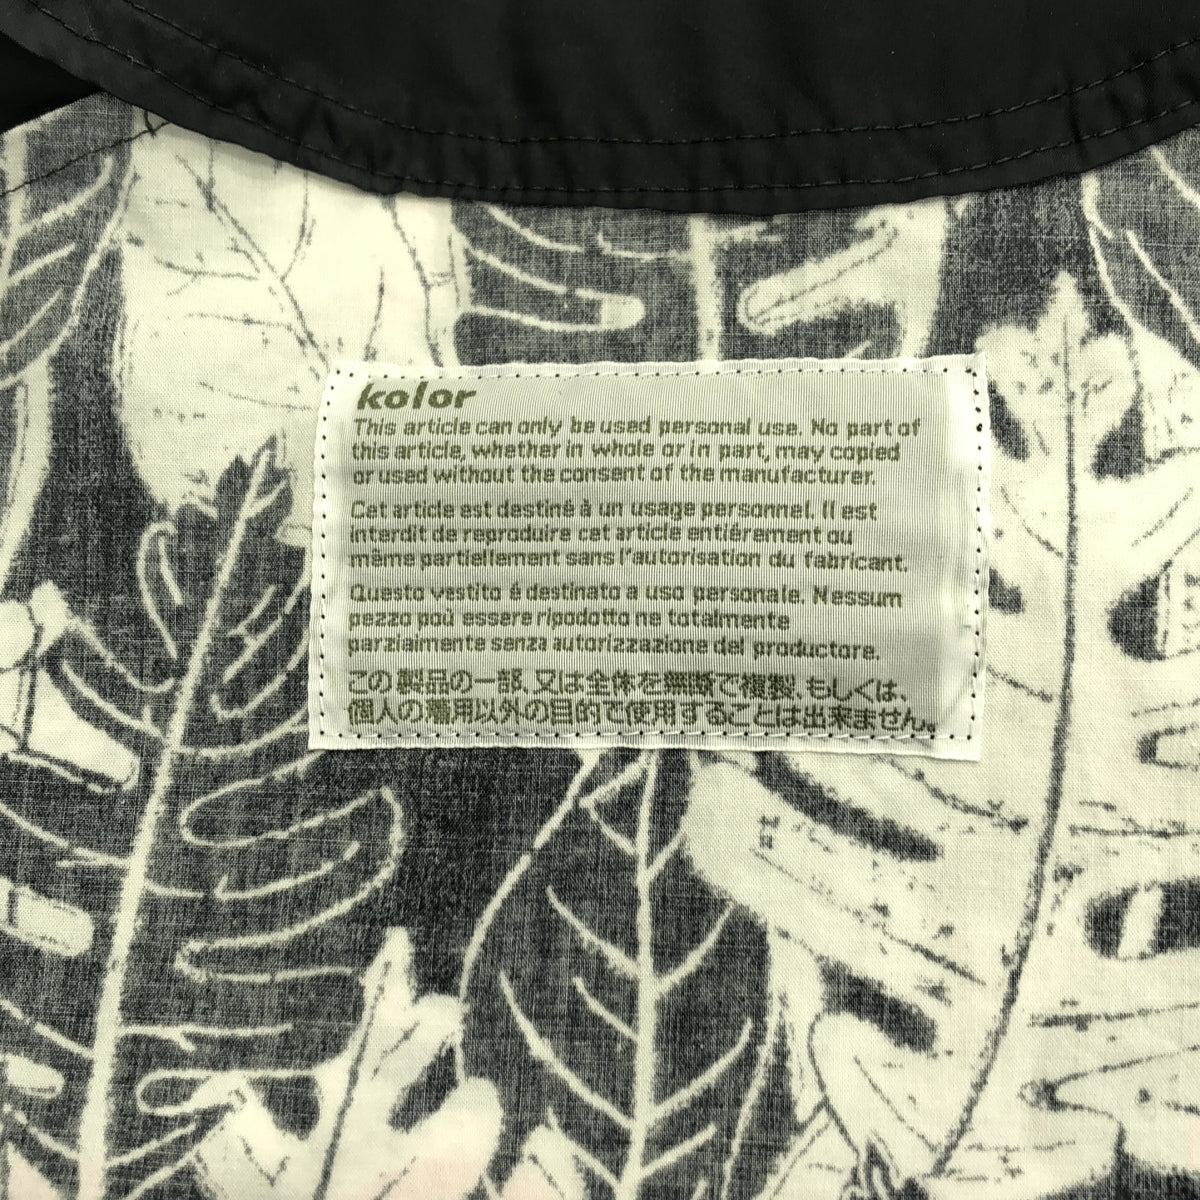 kolor
This article can only be used personal use. No part of
this article, whether in whole or in part, may copied
or used without the consent of the manufacturer.
Cet article est destiné à un usage personnel. Il est
interdit de reproduire cet article entiérement ou
même partiellement sans l'autorisation du fabricant.
Questo vestito é destinato a uso personale. Nessum
pezzo poù essere ripodotto ne totalmente
parzialmente senza autorizzazione del productore.
この製品の一部、又は全体を無断で複製、もしくは、
個人の着用以外の目的で使用することは出来ません。